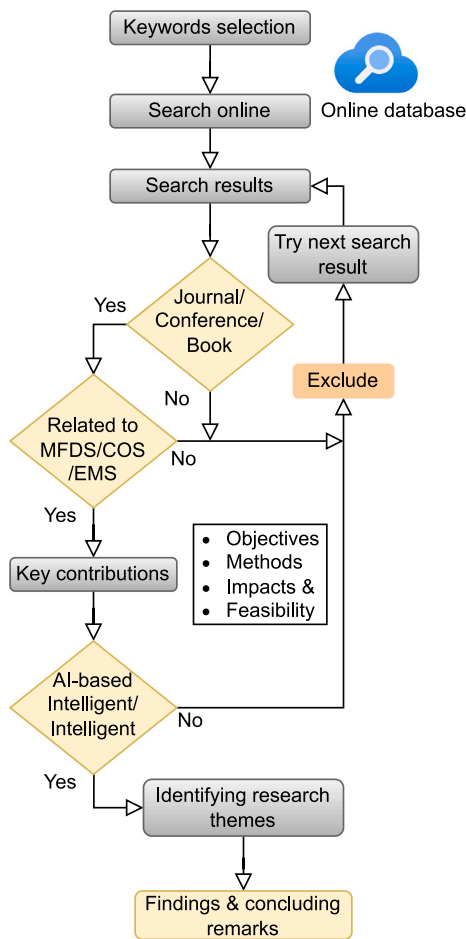 Keywords selection
Online database
Search online
Search results
Try next search
result
Yes
Journal/
Conference/
Book
No
Exclude
Related to
MFDS/COS
/EMS
No
Yes
• Objectives
• Methods
• Impacts &
• Feasibility
Key contributions
AI-based
Intelligent/
Intelligent
No
Yes
Identifying research
themes
Findings & concluding
remarks